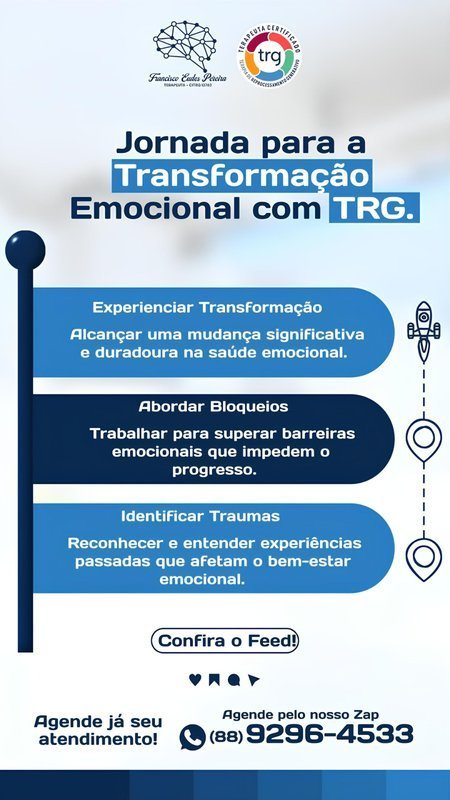 Francisco Eudes Pereira
TERAPEUTA CERTIFICADO
trg
Jornada para a
Transformação
Emocional com TRG.
Experienciar Transformação
Alcançar uma mudança significativa
e duradoura na saúde emocional.
Abordar Bloqueios
Trabalhar para superar barreiras
emocionais que impedem o
progresso.
Identificar Traumas
Reconhecer e entender experiências
passadas que afetam o bem-estar
emocional.
Confira o Feed!
Agende já seu
atendimento!
Agende pelo nosso Zap
(88) 9296-4533